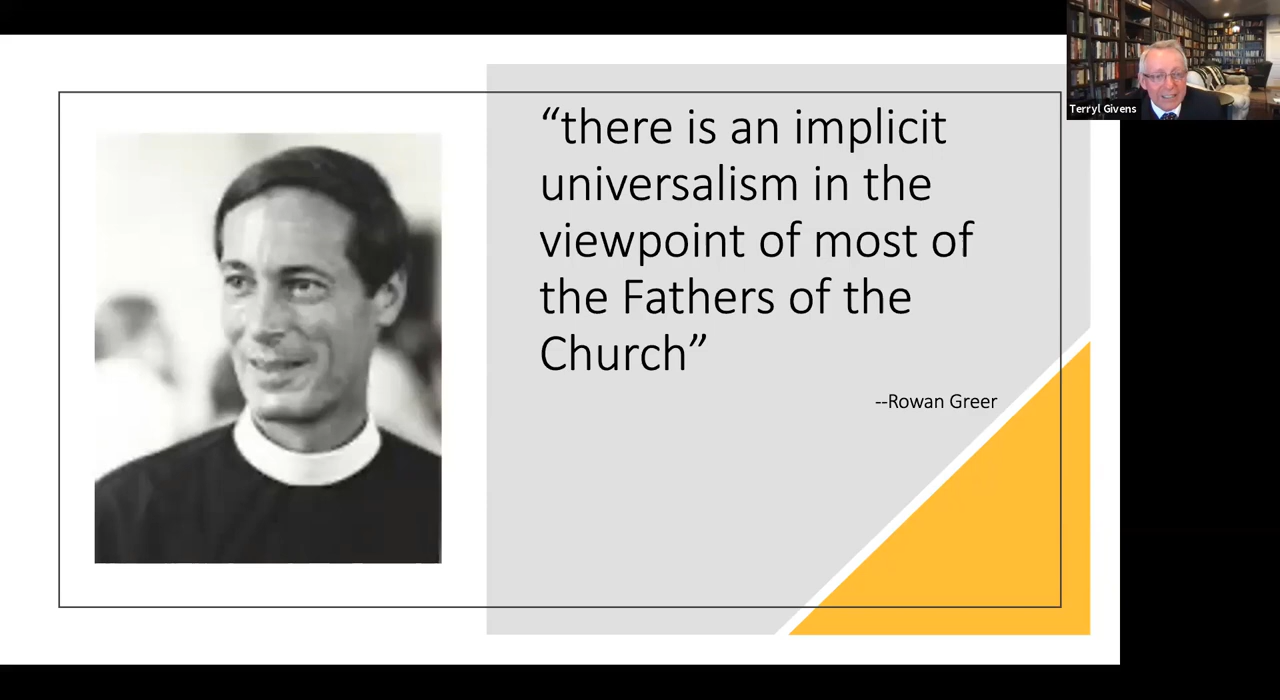 “there is an implicit
universalism in the
viewpoint of most of
the Fathers of the
Church”
--Rowan Greer
Terryl Givens